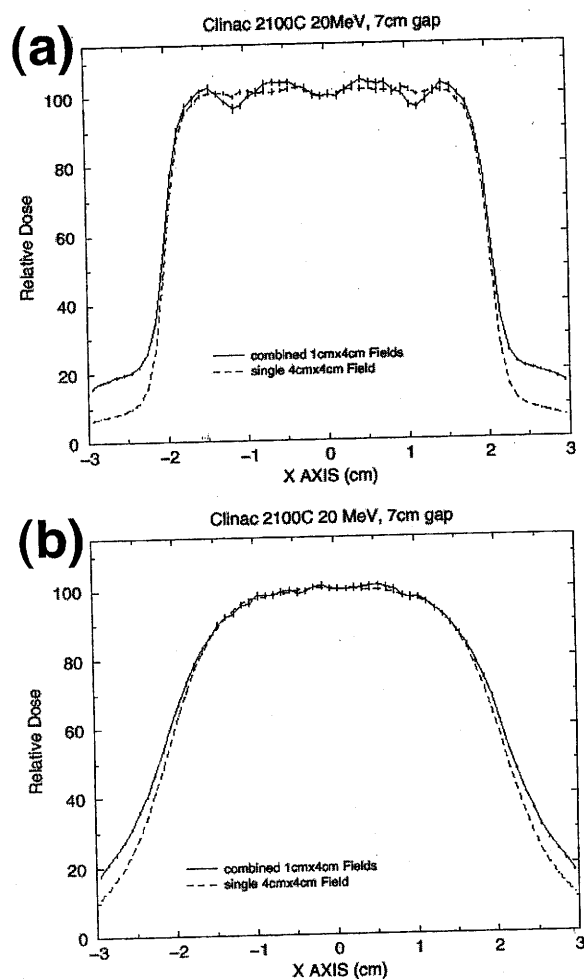 (a)
Clinac 2100C 20MeV, 7cm gap
Relative Dose
100
80
60
40
20
0
combined 1cmx4cm Fields
single 4cmx4cm Field
−3
−2
−1
0
1
2
3
X AXIS (cm)
(b)
Clinac 2100C 20 MeV, 7cm gap
Relative Dose
100
80
60
40
20
0
combined 1cmx4cm Fields
single 4cmx4cm Field
−3
−2
−1
0
1
2
3
X AXIS (cm)